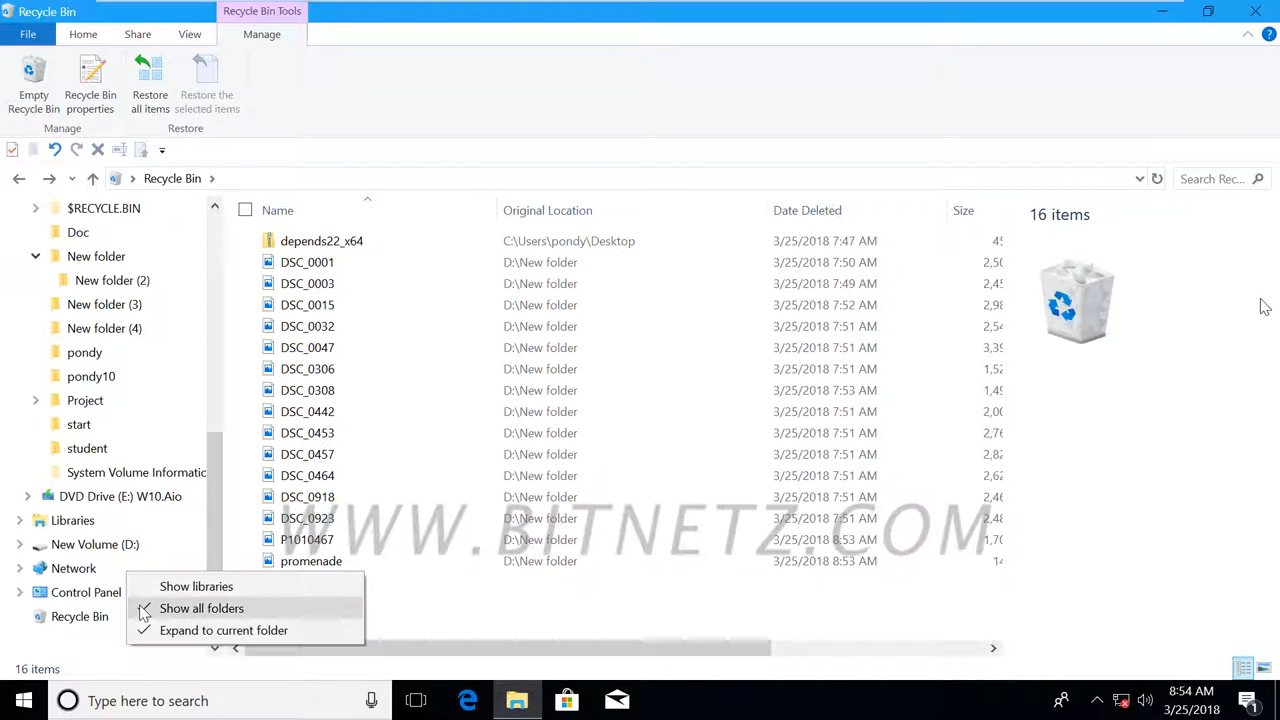 Recycle Bin
Recycle Bin Tools
File
Home
Share
View
Manage
Empty
Recycle Bin
Recycle Bin
properties
Restore
all items
Restore the
selected items
Manage
Restore
Recycle Bin
Search Rec...
$RECYCLE.BIN
Doc
New folder
New folder (2)
New folder (3)
New folder (4)
pondy
pondy10
Project
start
student
System Volume Informatic
DVD Drive (E:) W10.Aio
Libraries
New Volume (D:)
Network
Control Panel
Recycle Bin
Show libraries
Show all folders
Expand to current folder
Name Original Location Date Deleted Size
depends22_x64 C:\Users\pondy\Desktop 3/25/2018 7:47 AM 45
DSC_0001 D:\New folder 3/25/2018 7:50 AM 2,50
DSC_0003 D:\New folder 3/25/2018 7:49 AM 2,45
DSC_0015 D:\New folder 3/25/2018 7:52 AM 2,98
DSC_0032 D:\New folder 3/25/2018 7:51 AM 2,54
DSC_0047 D:\New folder 3/25/2018 7:51 AM 3,39
DSC_0306 D:\New folder 3/25/2018 7:51 AM 1,52
DSC_0308 D:\New folder 3/25/2018 7:53 AM 1,49
DSC_0442 D:\New folder 3/25/2018 7:51 AM 2,00
DSC_0453 D:\New folder 3/25/2018 7:51 AM 2,76
DSC_0457 D:\New folder 3/25/2018 7:51 AM 2,82
DSC_0464 D:\New folder 3/25/2018 7:51 AM 2,62
DSC_0918 D:\New folder 3/25/2018 7:51 AM 2,46
DSC_0923 D:\New folder 3/25/2018 7:51 AM 2,48
P1010467 D:\New folder 3/25/2018 8:53 AM 1,70
promenade D:\New folder 3/25/2018 8:53 AM 14
WWW.BITNETZ.COM
16 items
16 items
Type here to search
8:54 AM
3/25/2018
1